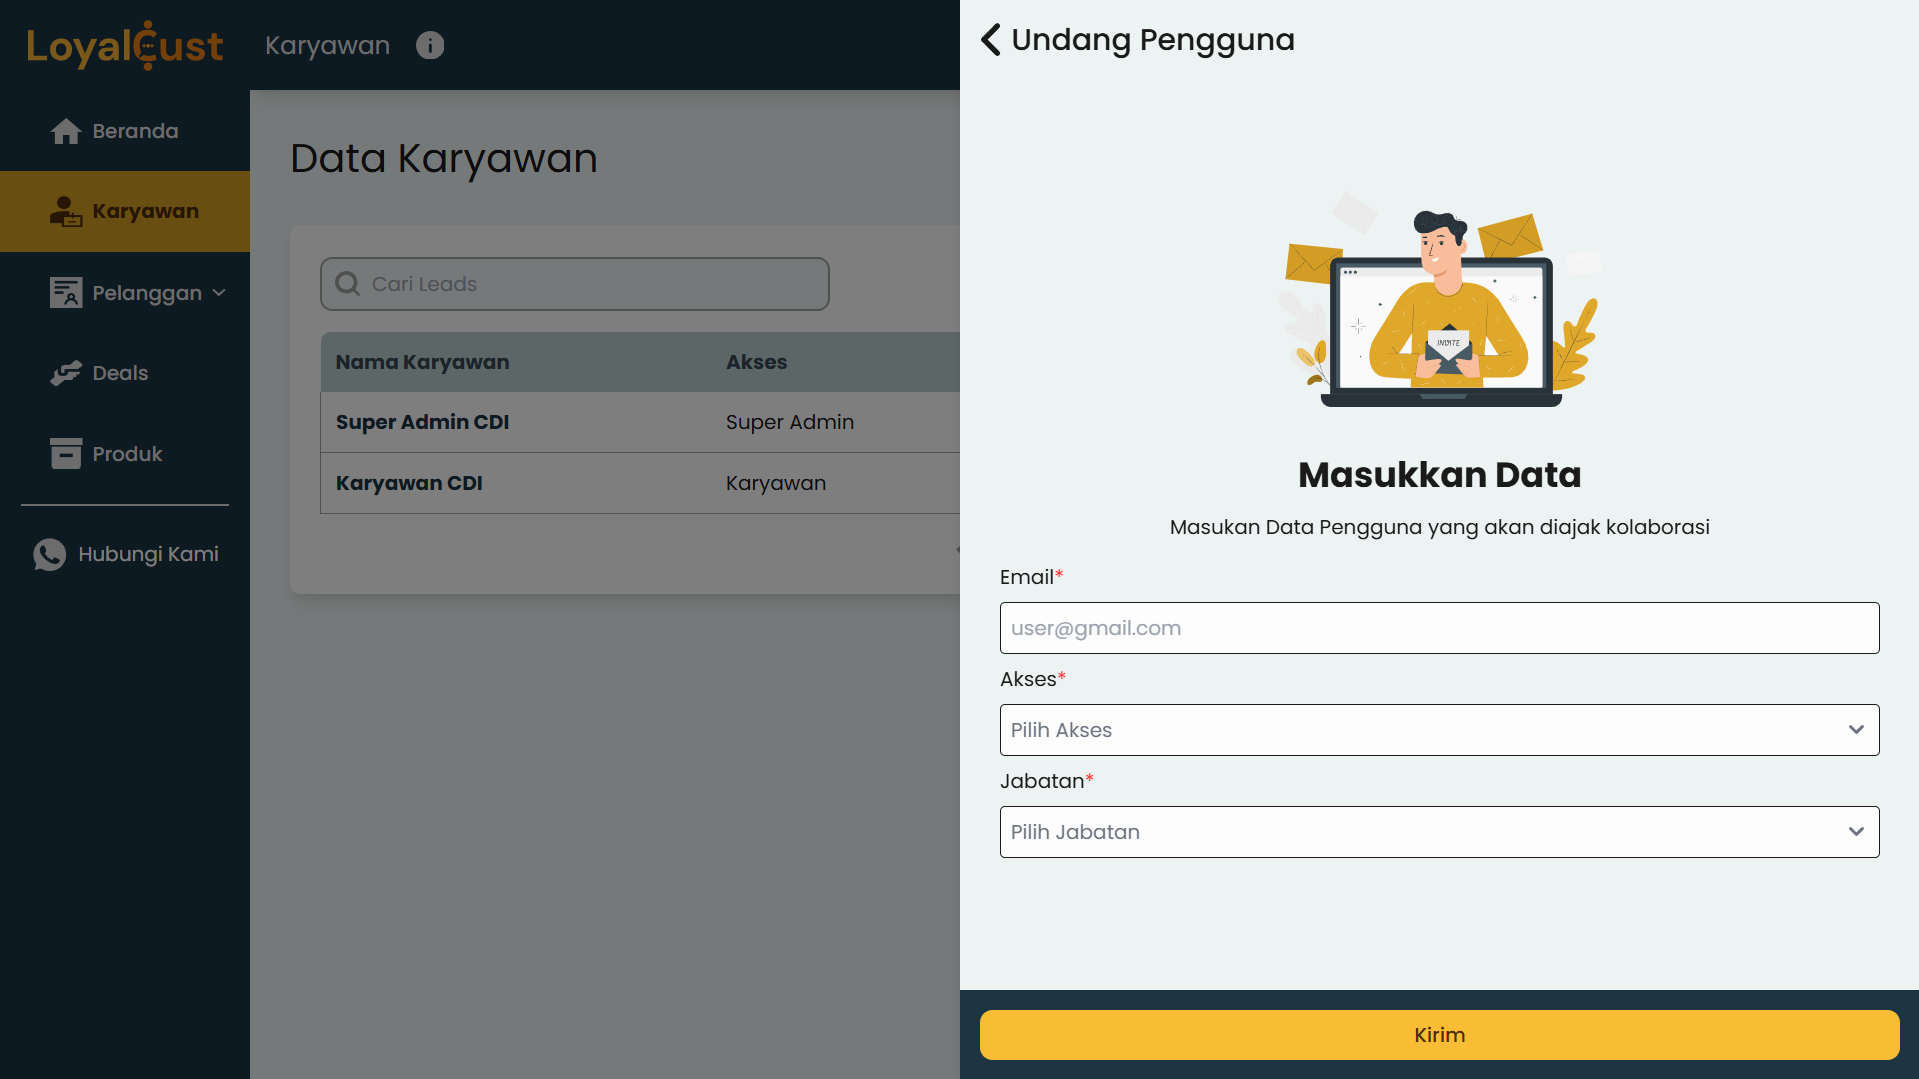 LoyalCust
Karyawan
Beranda
Karyawan
Pelanggan
Deals
Produk
Hubungi Kami
Data Karyawan
Cari Leads
Nama Karyawan Akses
Super Admin CDI Super Admin
Karyawan CDI Karyawan
Undang Pengguna
INVITE
Masukkan Data
Masukan Data Pengguna yang akan diajak kolaborasi
Email*
user@gmail.com
Akses*
Pilih Akses
Jabatan*
Pilih Jabatan
Kirim